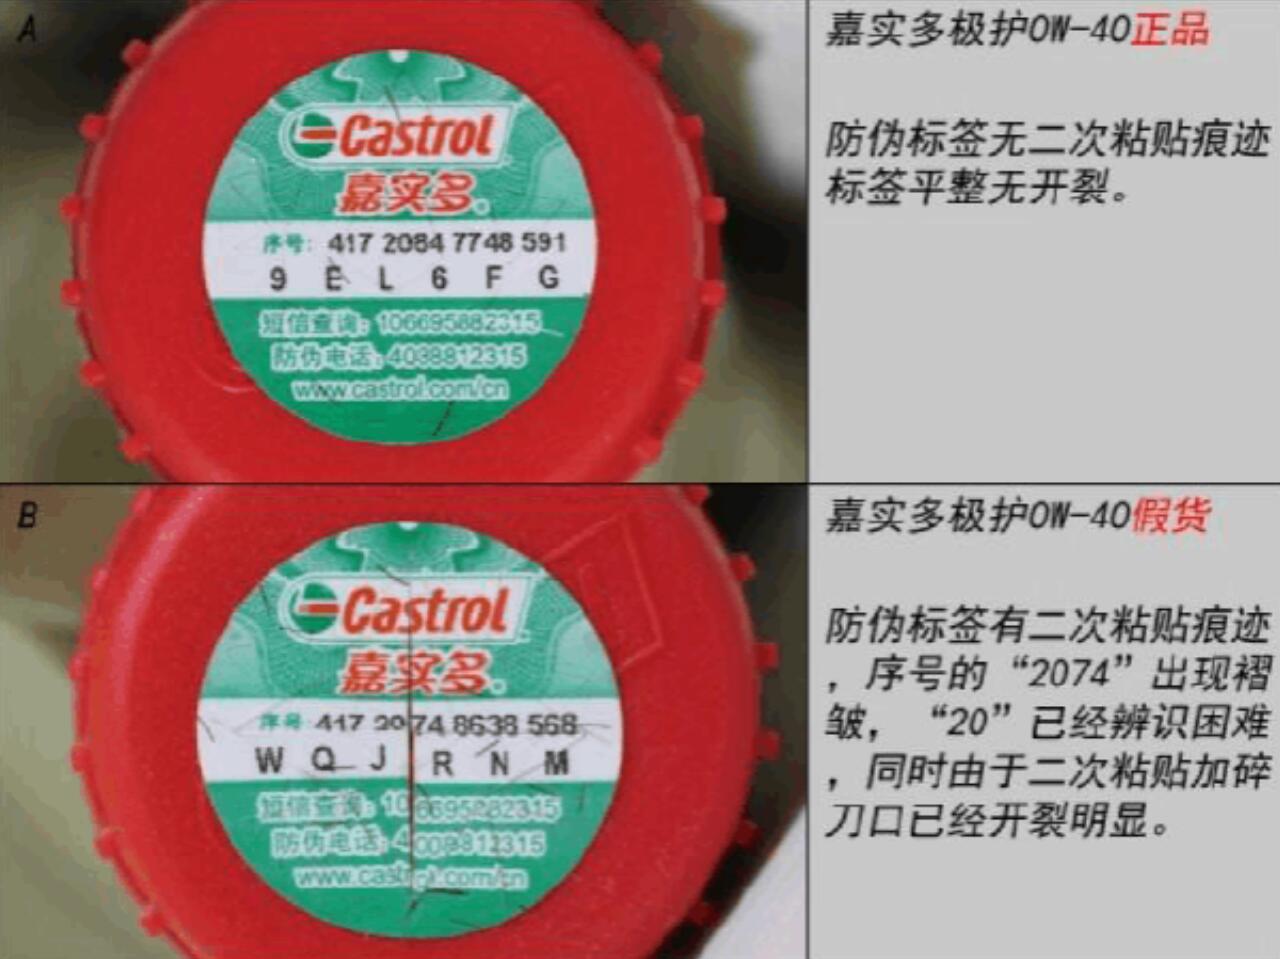 A
Castrol
嘉实多
序号: 417 2084 7748 591
9 E L 6 F G
短信查询: 106695882315
防伪电话: 4038812315
www.castrol.com/cn
嘉实多极护0W-40正品
防伪标签无二次粘贴痕迹
标签平整无开裂。
B
Castrol
嘉实多
序号 417 2074 8638 568
W Q J R N M
短信查询: 106695282315
防伪电话: 4008812315
www.castrol.com/cn
嘉实多极护0W-40假货
防伪标签有二次粘贴痕迹
，序号的“2074”出现褶
皱，“20”已经辨识困难
，同时由于二次粘贴加碎
刀口已经开裂明显。